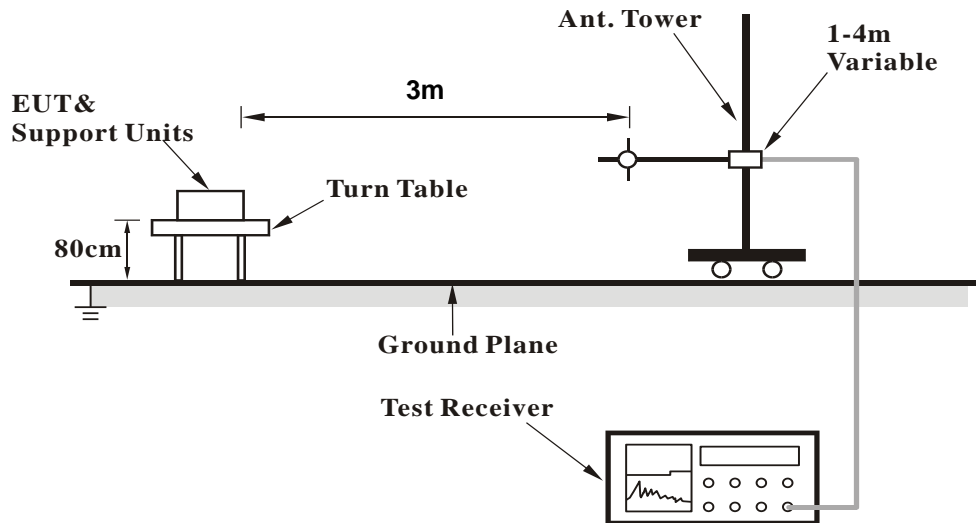 Ant. Tower
1-4m
Variable
3m
EUT&
Support Units
Turn Table
80cm
Ground Plane
Test Receiver